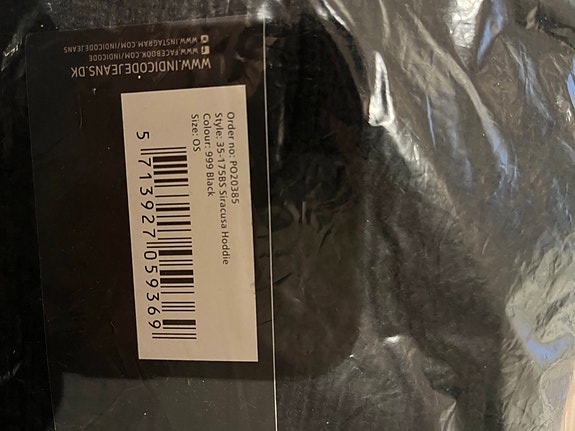 WWW.INDICODEJEANS.DK
WWW.FACEBOOK.COM/INDICODE
WWW.INSTAGRAM.COM/INDICODEJEANS
Order no: PO20385
Style: 35-175BS Siracusa Hoddie
Colour: 999 Black
Size: OS
5 713927 059369